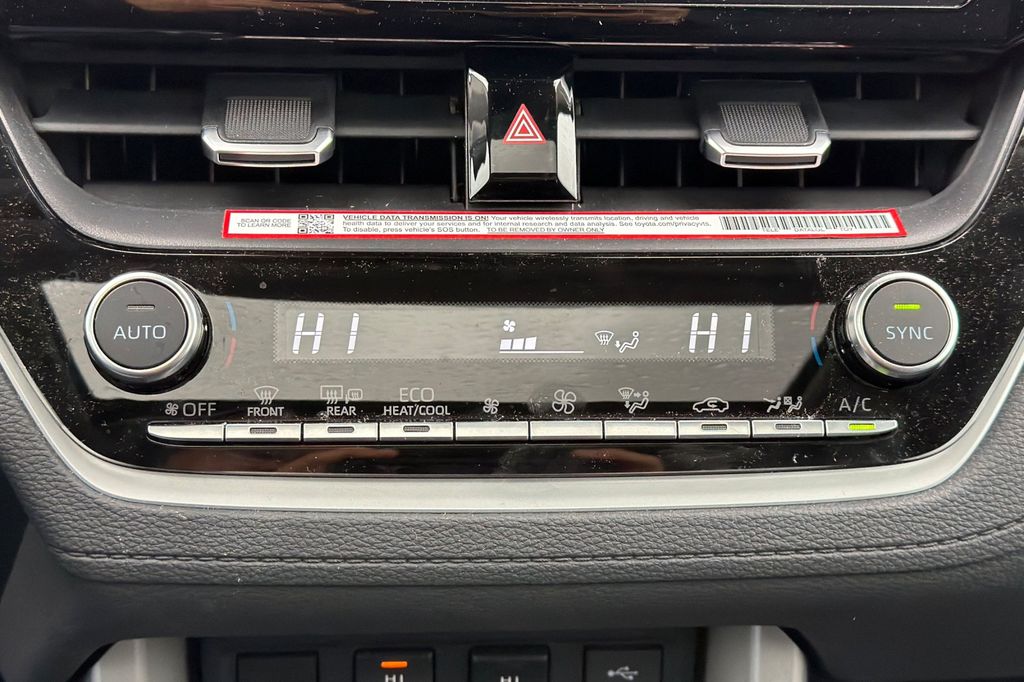 SCAN QR CODE
TO LEARN MORE
VEHICLE DATA TRANSMISSION IS ON! Your vehicle wirelessly transmits location, driving and vehicle
health data to deliver your services and for internal research and data analysis. See toyota.com/privacyvts.
To disable, press vehicle's SOS button. TO BE REMOVED BY OWNER ONLY
AUTO
HI
HI
SYNC
OFF
FRONT
REAR
ECO
HEAT/COOL
A/C
HI
HI